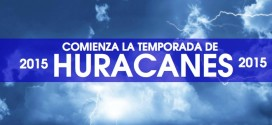 COMIENZA LA TEMPORADA DE
2015 HURACANES 2015